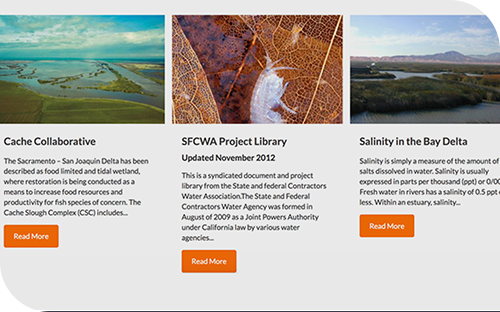 Cache Collaborative
The Sacramento – San Joaquin Delta has been
described as food limited and tidal wetland,
where restoration is being conducted as a
means to increase food resources and
productivity for fish species of concern. The
Cache Slough Complex (CSC) includes...
Read More
SFCWA Project Library
Updated November 2012
This is a syndicated document and project
library from the State and federal Contractors
Water Association.The State and Federal
Contractors Water Agency was formed in
August of 2009 as a Joint Powers Authority
under California law by various water
agencies...
Read More
Salinity in the Bay Delta
Salinity is simply a measure of the amount of
salts dissolved in water. Salinity is usually
expressed in parts per thousand (ppt) or 0/00
Fresh water in rivers has a salinity of 0.5 ppt
less. Within an estuary, salinity...
Read More